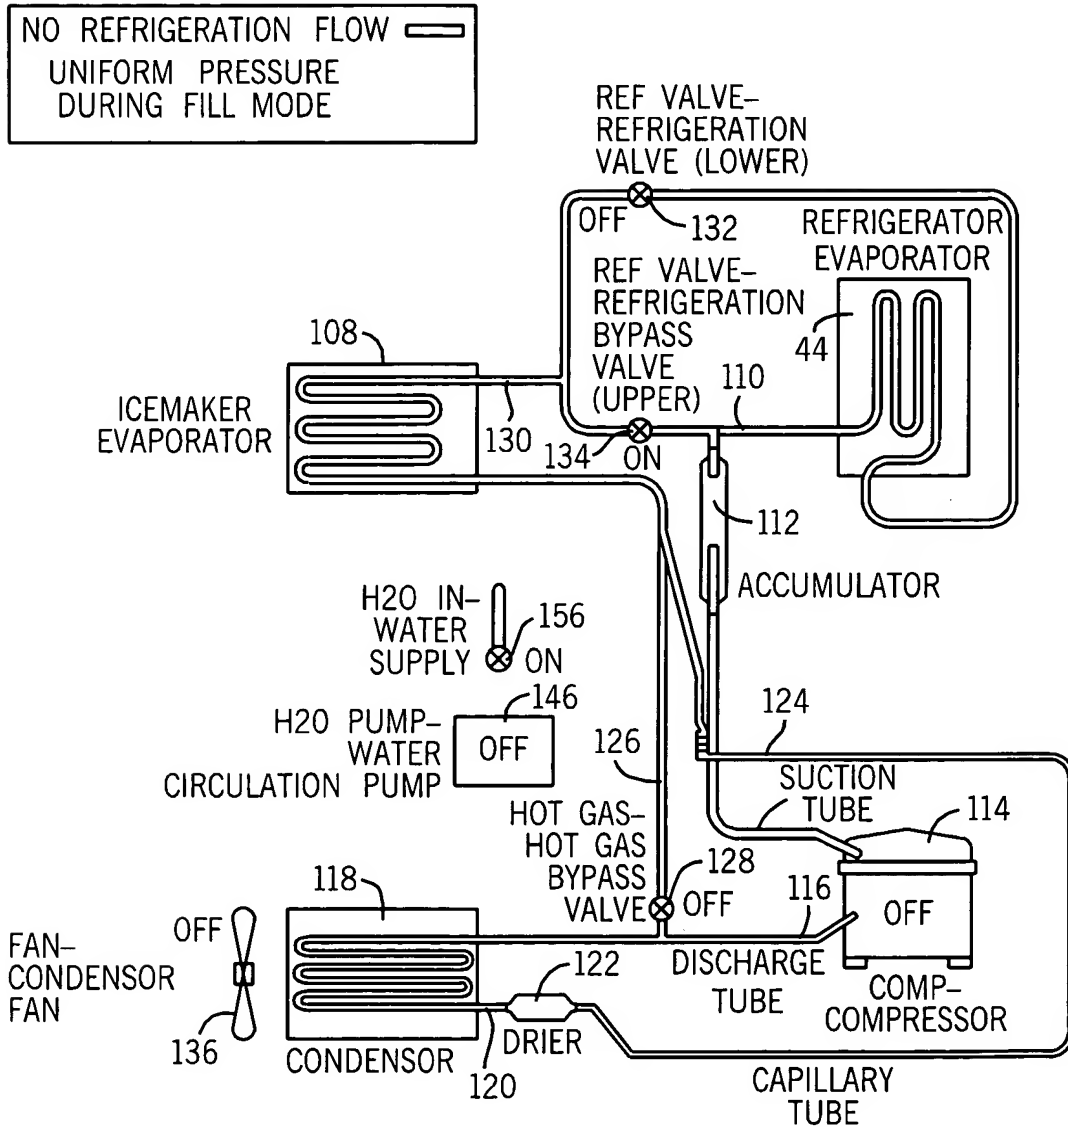 NO REFRIGERATION FLOW
UNIFORM PRESSURE
DURING FILL MODE
REF VALVE–
REFRIGERATION
VALVE (LOWER)
OFF
132
REFRIGERATOR
EVAPORATOR
REF VALVE–
REFRIGERATION
BYPASS
VALVE
(UPPER)
44
108
110
ICEMAKER
EVAPORATOR
130
134
ON
112
ACCUMULATOR
H2O IN–
WATER
SUPPLY
156
ON
146
H2O PUMP–
WATER
CIRCULATION PUMP
OFF
126
124
SUCTION
TUBE
HOT GAS–
HOT GAS
BYPASS
VALVE
128
OFF
114
118
116
OFF
OFF
FAN–
CONDENSOR
FAN
136
122
DISCHARGE
TUBE
COMP–
COMPRESSOR
CONDENSOR
DRIER
120
CAPILLARY
TUBE